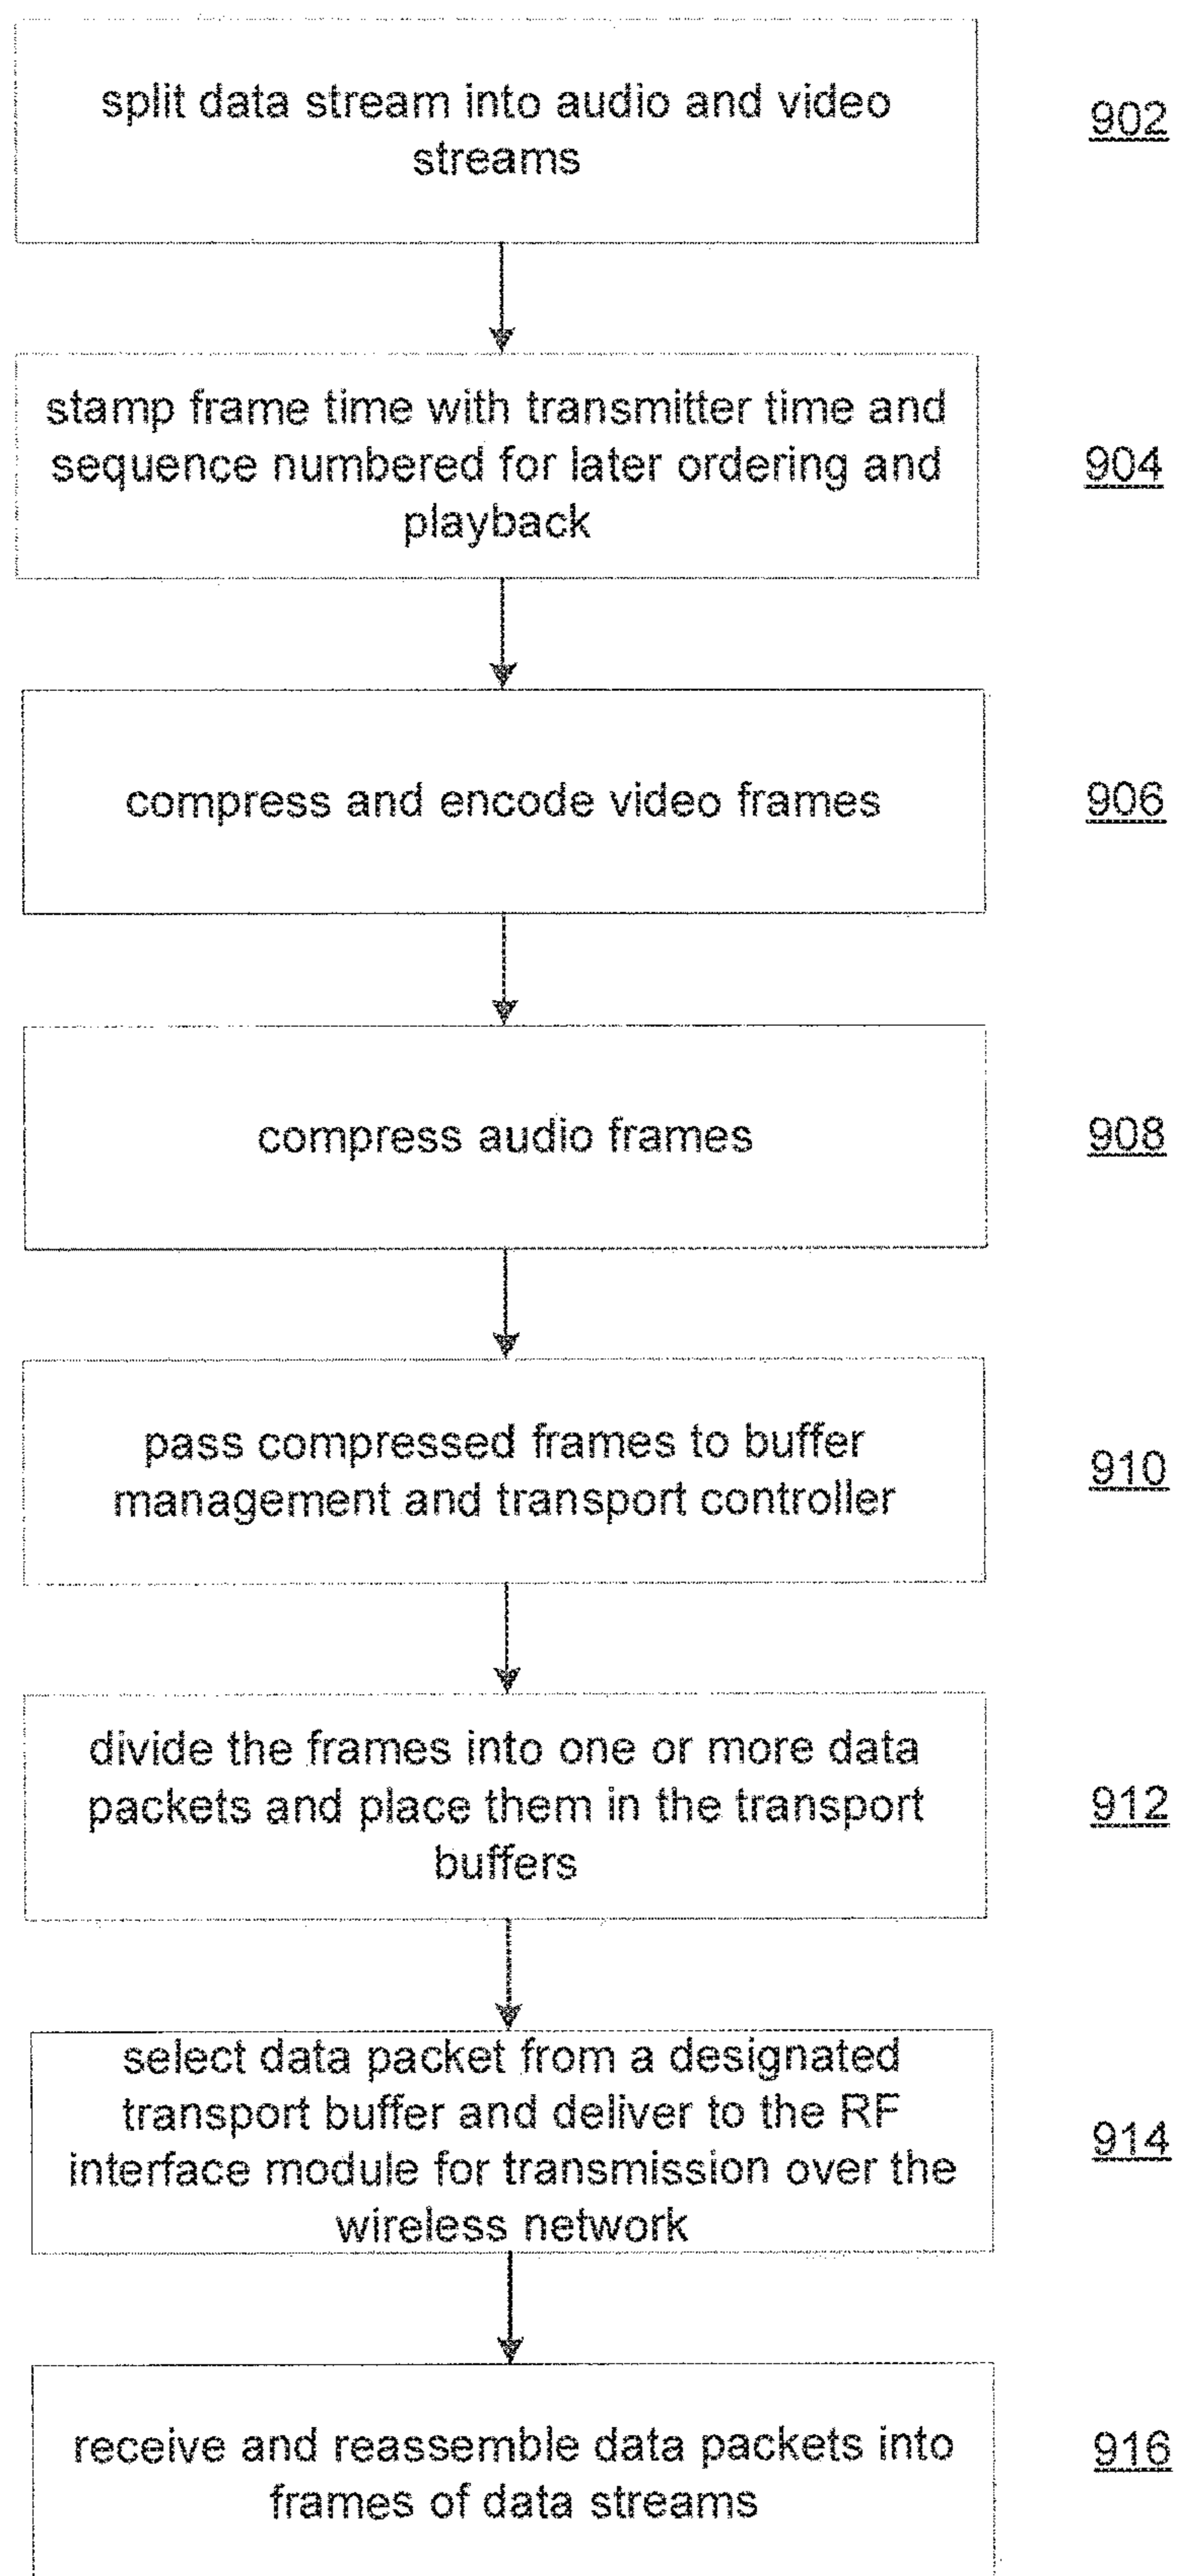 split data stream into audio and video
streams
902
stamp frame time with transmitter time and
sequence numbered for later ordering and
playback
904
compress and encode video frames
906
compress audio frames
908
pass compressed frames to buffer
management and transport controller
910
divide the frames into one or more data
packets and place them in the transport
buffers
912
select data packet from a designated
transport buffer and deliver to the RF
interface module for transmission over the
wireless network
914
receive and reassemble data packets into
frames of data streams
916